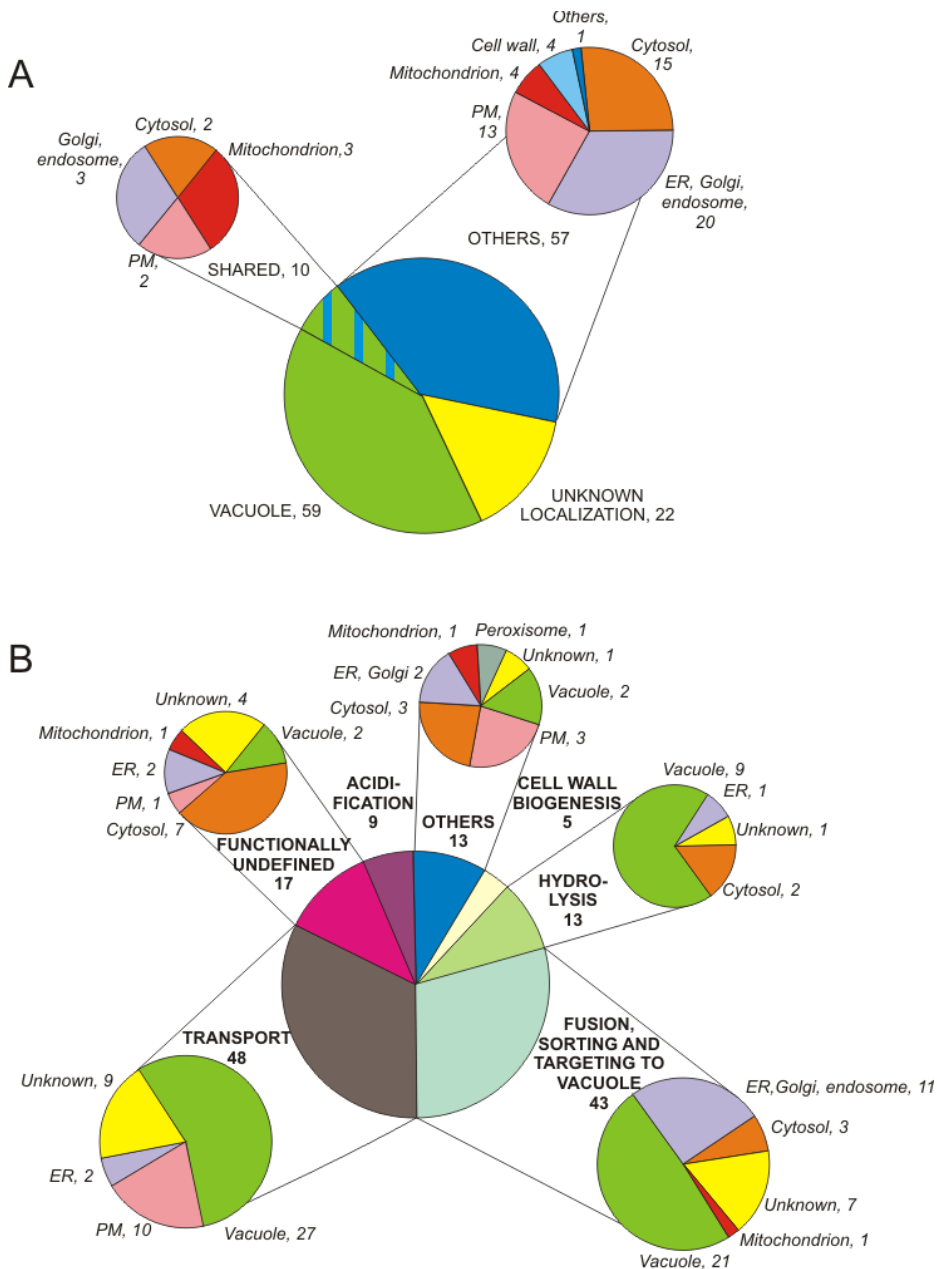 A
Others,
1
Cell wall, 4
Cytosol,
15
Mitochondrion, 4
PM,
13
ER, Golgi,
endosome,
20
Cytosol, 2
Golgi,
endosome,
3
Mitochondrion,3
PM,
2
SHARED, 10
OTHERS, 57
VACUOLE, 59
UNKNOWN
LOCALIZATION, 22
B
Mitochondrion, 1
Peroxisome, 1
Unknown, 1
ER, Golgi 2
Vacuole, 2
Cytosol, 3
PM, 3
Unknown, 4
Mitochondrion, 1
Vacuole, 2
ER, 2
PM, 1
Cytosol, 7
ACIDI-
FICATION
9
OTHERS
13
CELL WALL
BIOGENESIS
5
Vacuole, 9
ER, 1
Unknown, 1
Cytosol, 2
FUNCTIONALLY
UNDEFINED
17
HYDRO-
LYSIS
13
TRANSPORT
48
FUSION,
SORTING AND
TARGETING TO
VACUOLE
43
Unknown, 9
ER, 2
PM, 10
Vacuole, 27
ER,Golgi, endosome, 11
Cytosol, 3
Unknown, 7
Mitochondrion, 1
Vacuole, 21